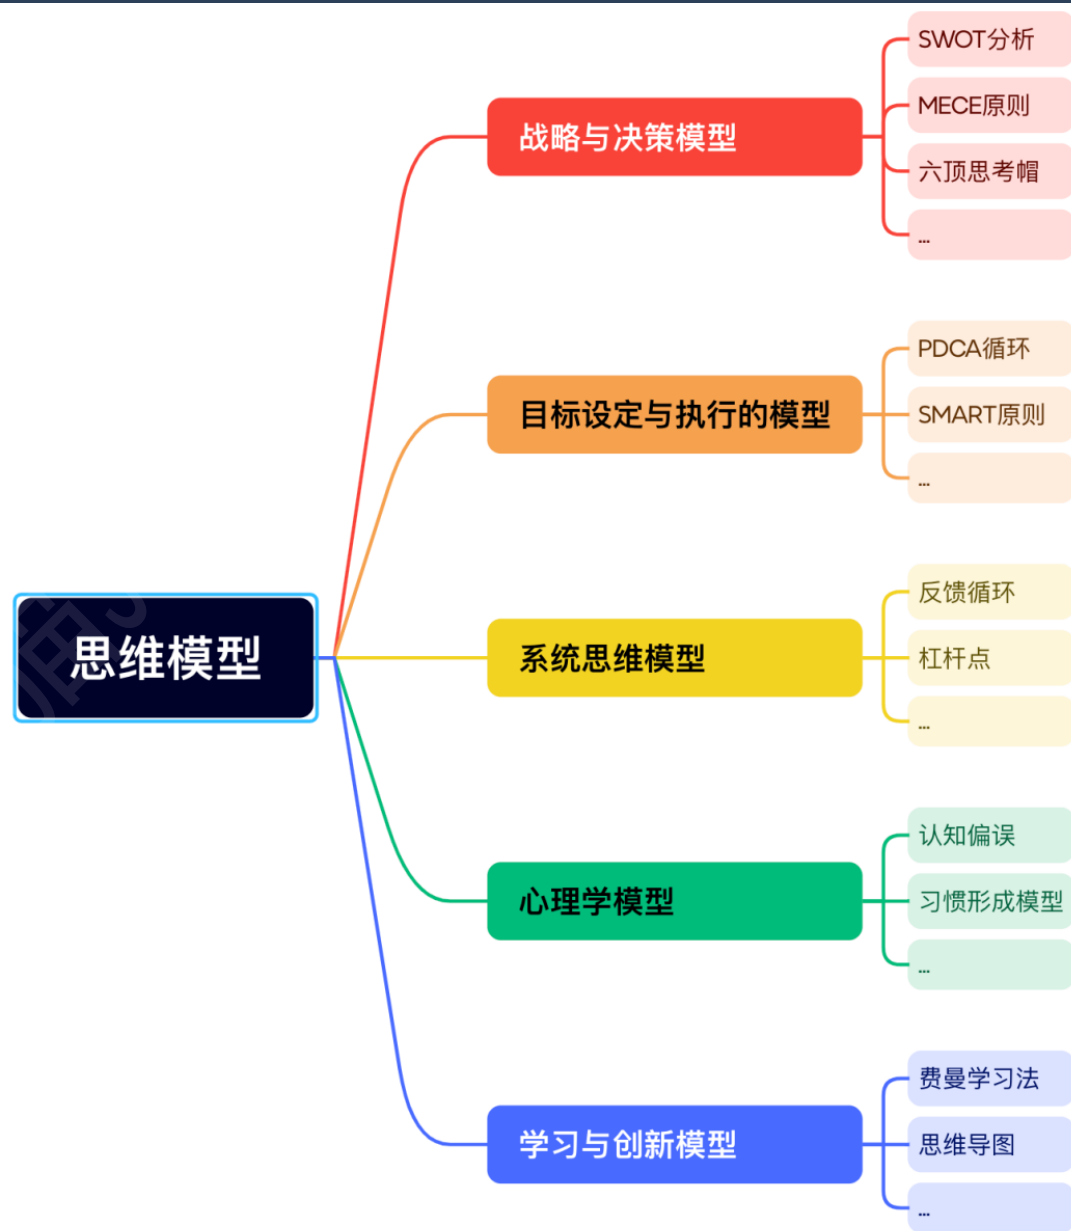 思维模型
战略与决策模型
SWOT分析
MECE原则
六顶思考帽
...
目标设定与执行的模型
PDCA循环
SMART原则
...
系统思维模型
反馈循环
杠杆点
...
心理学模型
认知偏误
习惯形成模型
...
学习与创新模型
费曼学习法
思维导图
...